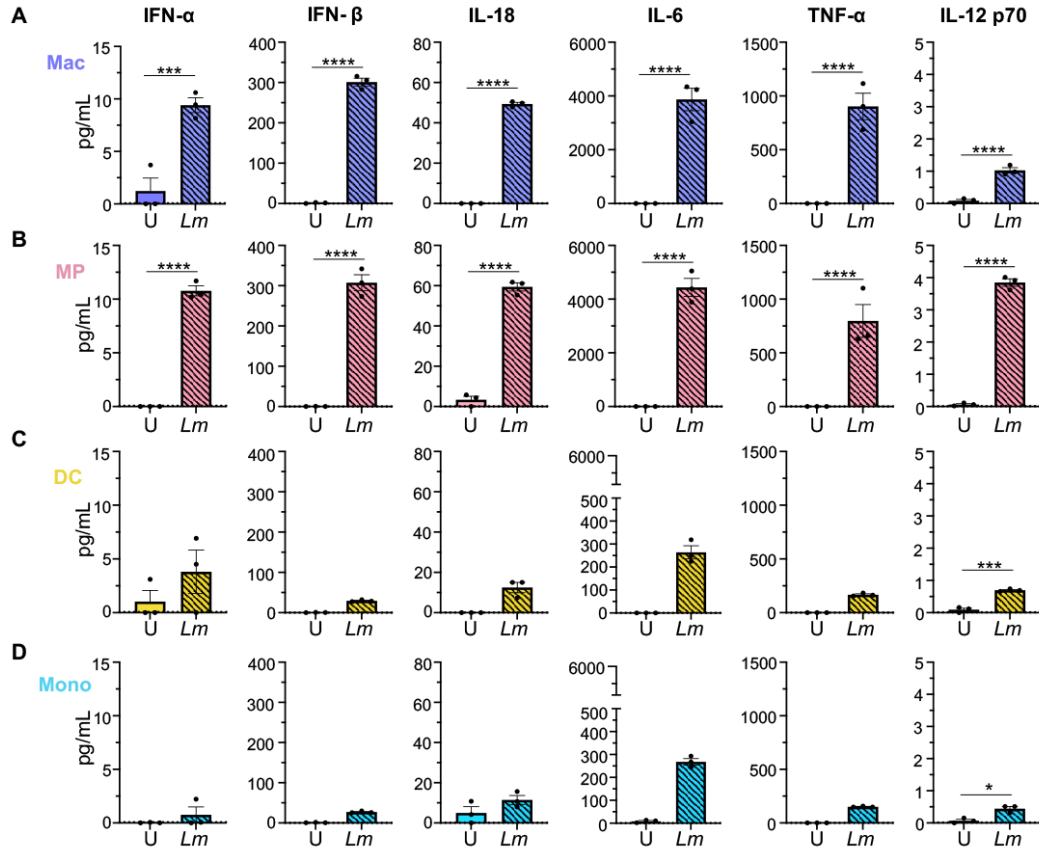 A IFN-α IFN- β IL-18 IL-6 TNF-α IL-12 p70
Mac
pg/mL
15 10 5 0
*** U Lm
400 300 200 100 0
**** U Lm
80 60 40 20 0
**** U Lm
6000 4000 2000 0
**** U Lm
1500 1000 500 0
**** U Lm
5 4 3 2 1 0
**** U Lm
B
MP
pg/mL
15 10 5 0
**** U Lm
400 300 200 100 0
**** U Lm
80 60 40 20 0
**** U Lm
6000 4000 2000 0
**** U Lm
1500 1000 500 0
**** U Lm
5 4 3 2 1 0
**** U Lm
C
DC
pg/mL
15 10 5 0
U Lm
400 300 200 100 0
U Lm
80 60 40 20 0
U Lm
6000 500 400 300 200 100 0
U Lm
1500 1000 500 0
U Lm
5 4 3 2 1 0
*** U Lm
D
Mono
pg/mL
15 10 5 0
U Lm
400 300 200 100 0
U Lm
80 60 40 20 0
U Lm
6000 500 400 300 200 100 0
U Lm
1500 1000 500 0
U Lm
5 4 3 2 1 0
* U Lm